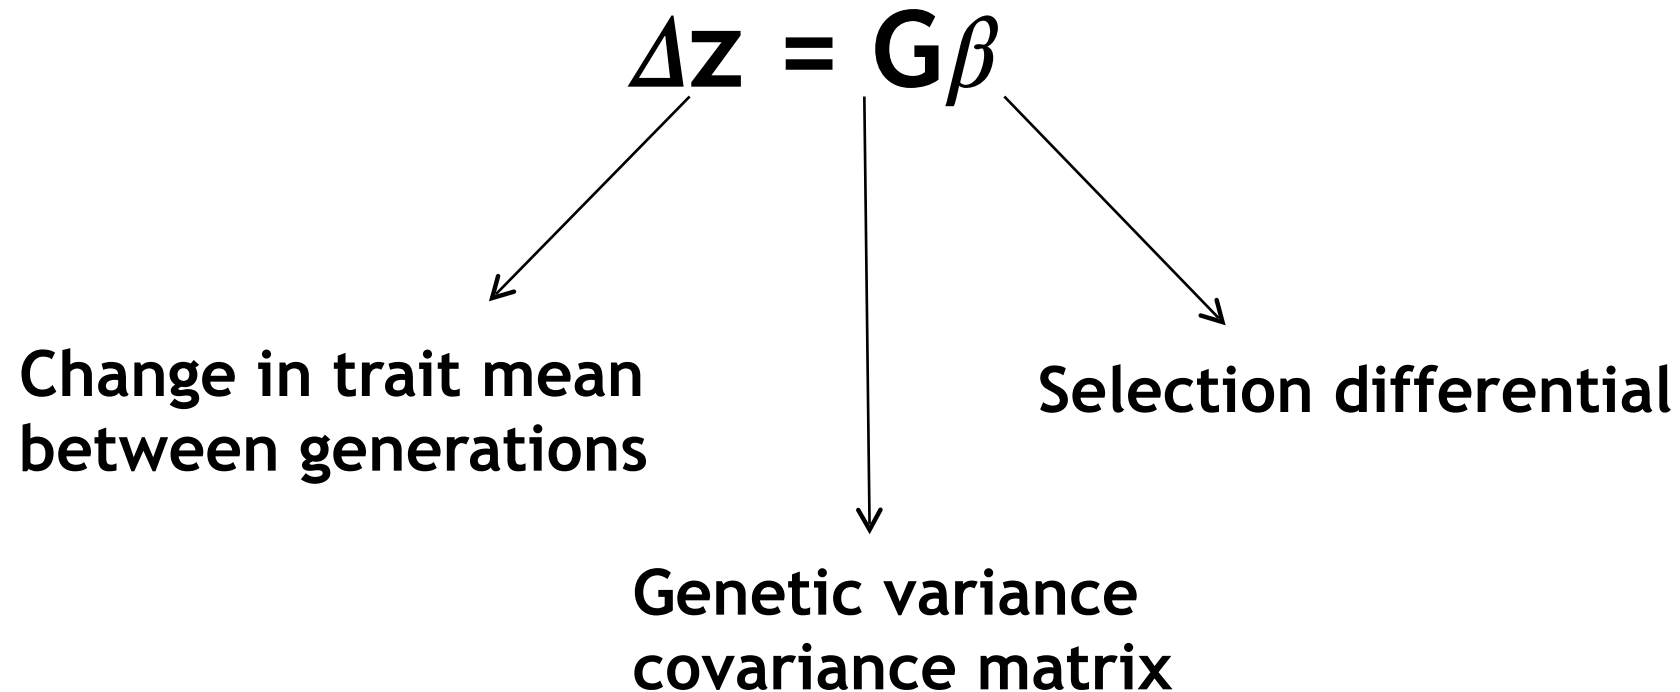 Δz = Gβ
Change in trait mean
between generations
Selection differential
Genetic variance
covariance matrix